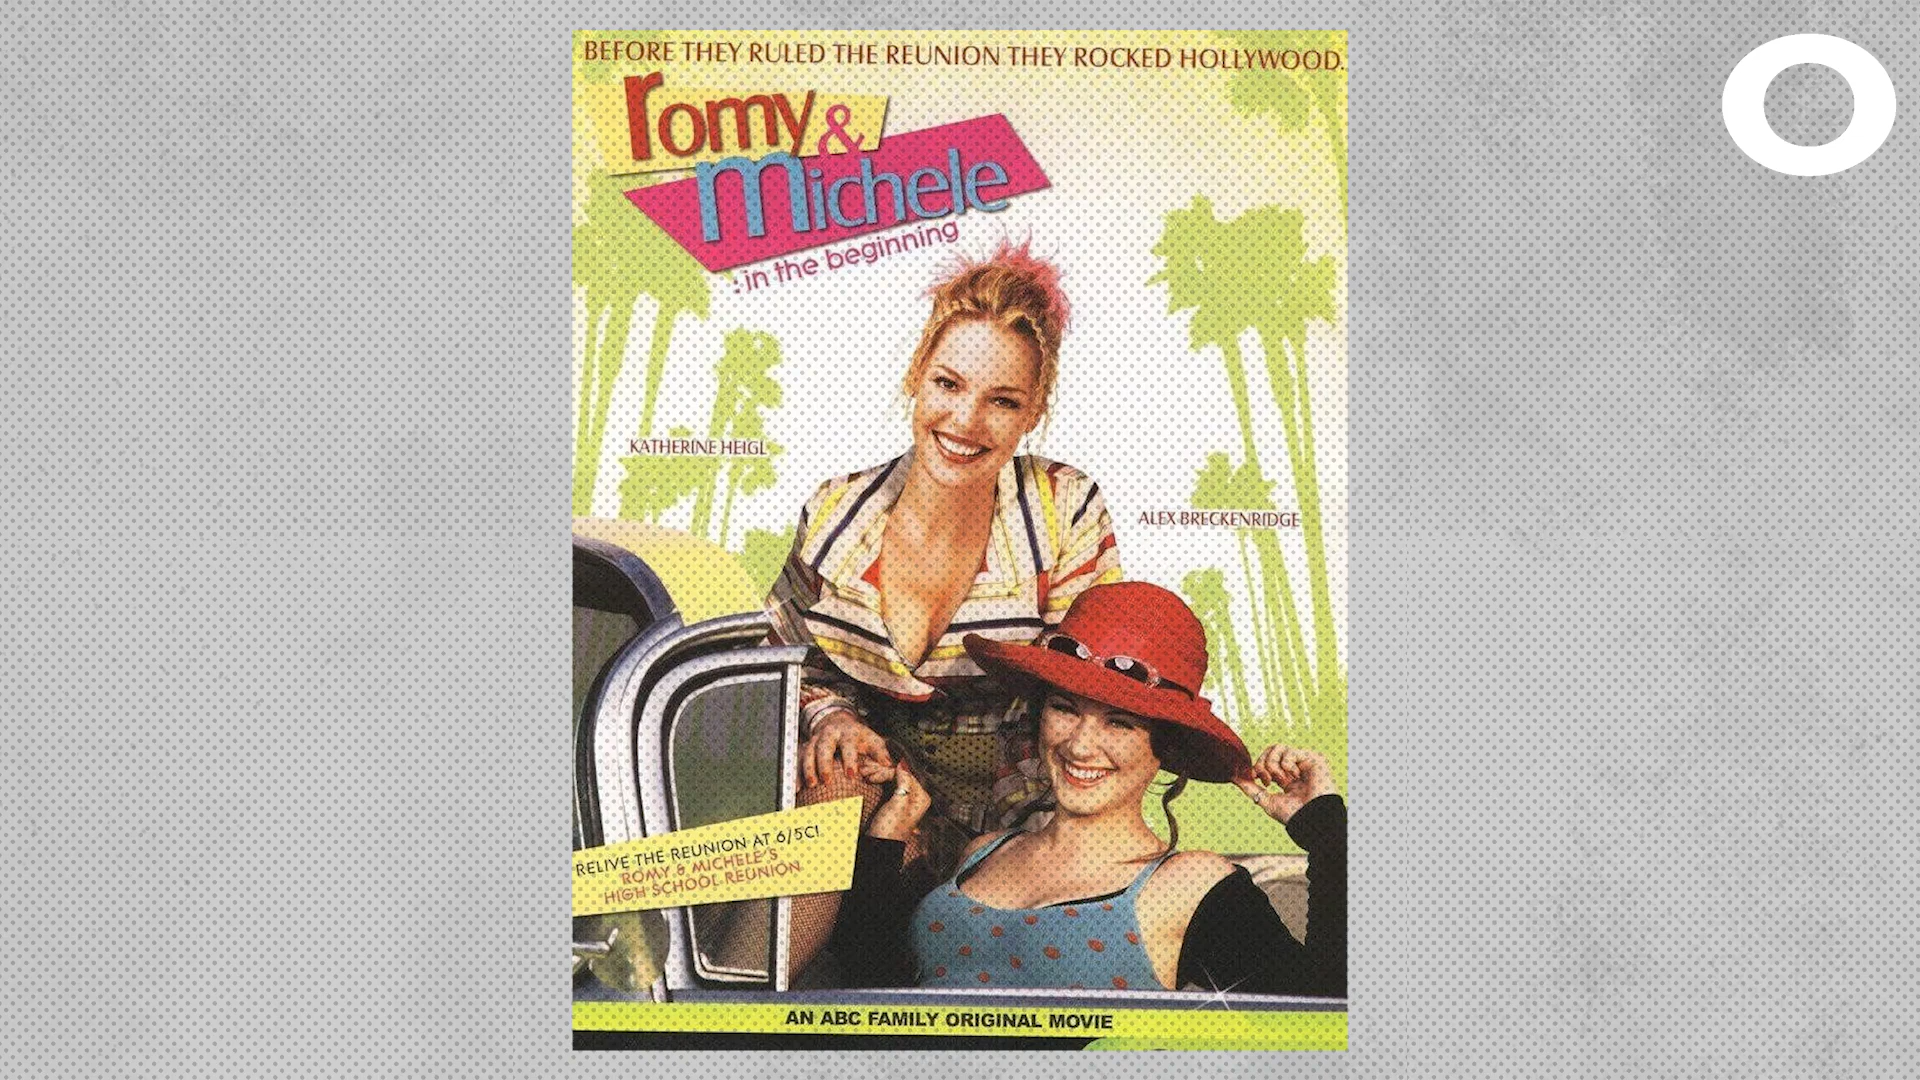 BEFORE THEY RULED THE REUNION THEY ROCKED HOLLYWOOD.
romy &
michele
: in the beginning
KATHERINE HEIGL
ALEX BRECKENRIDGE
RELIVE THE REUNION AT 6/5C!
ROMY & MICHELE'S
HIGH SCHOOL REUNION
AN ABC FAMILY ORIGINAL MOVIE
O